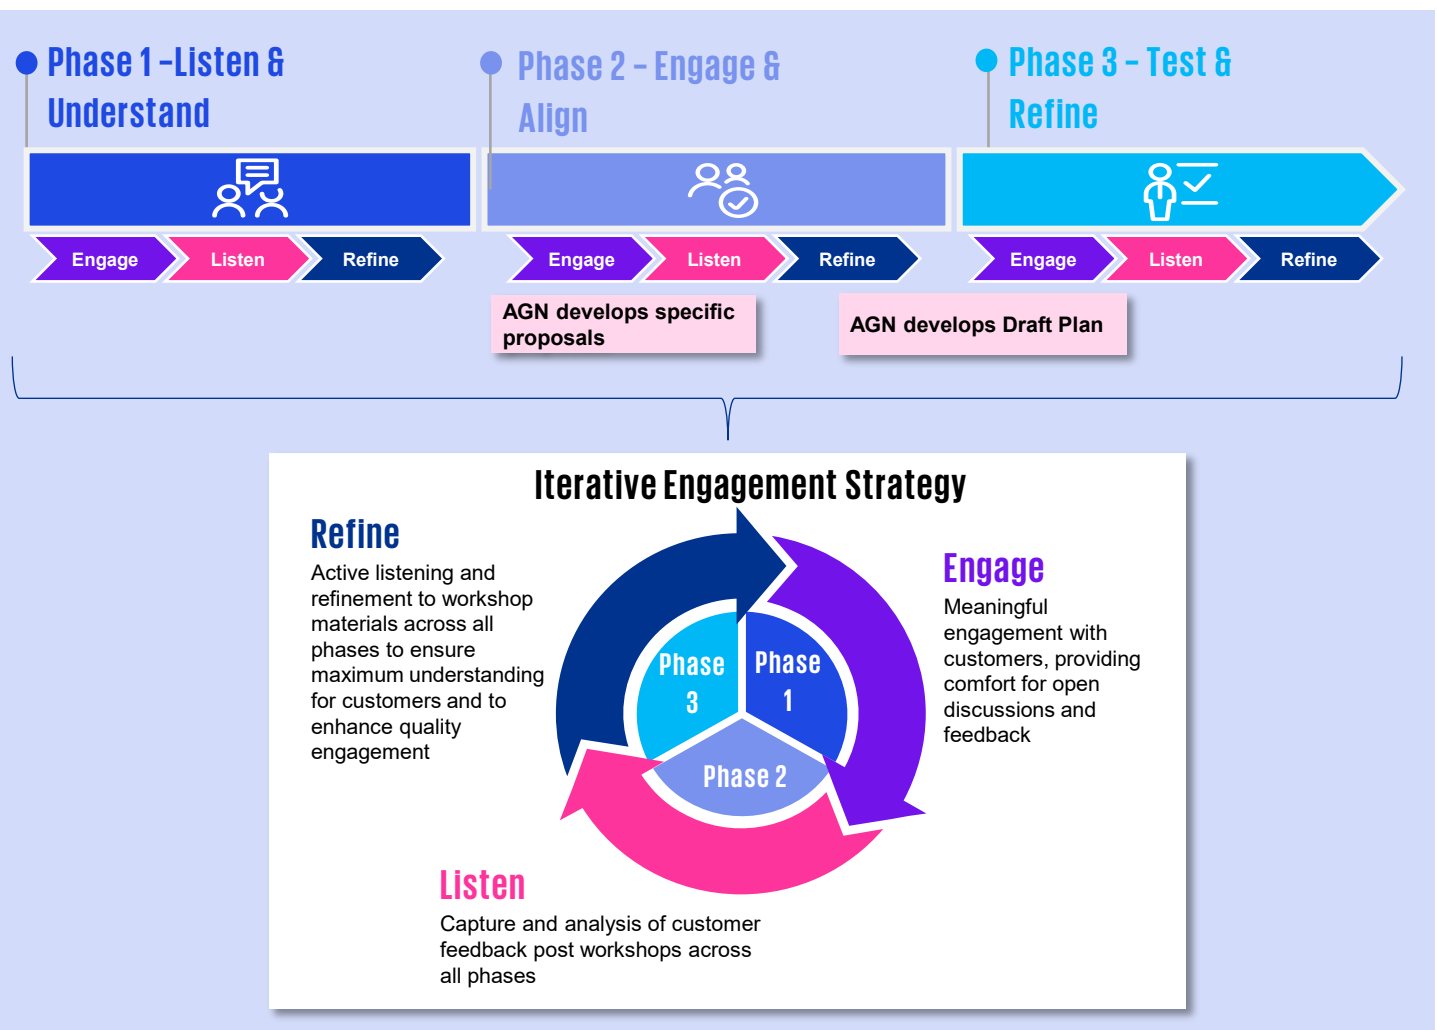 Phase 1 –Listen &
Understand
Phase 2 – Engage &
Align
Phase 3 – Test &
Refine
Engage
Listen
Refine
Engage
Listen
Refine
Engage
Listen
Refine
AGN develops specific
proposals
AGN develops Draft Plan
Iterative Engagement Strategy
Refine
Active listening and
refinement to workshop
materials across all
phases to ensure
maximum understanding
for customers and to
enhance quality
engagement
Engage
Meaningful
engagement with
customers, providing
comfort for open
discussions and
feedback
Phase
3
Phase
1
Phase 2
Listen
Capture and analysis of customer
feedback post workshops across
all phases